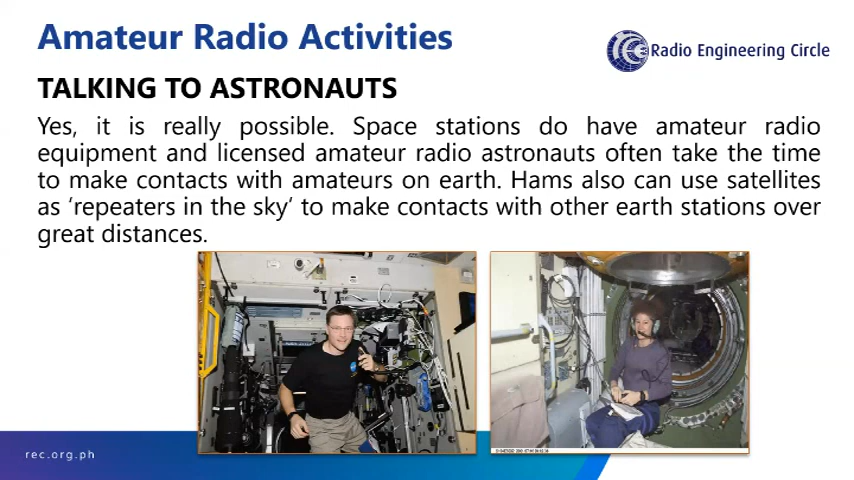 Amateur Radio Activities
Radio Engineering Circle
TALKING TO ASTRONAUTS
Yes, it is really possible. Space stations do have amateur radio
equipment and licensed amateur radio astronauts often take the time
to make contacts with amateurs on earth. Hams also can use satellites
as ‘repeaters in the sky’ to make contacts with other earth stations over
great distances.
rec.org.ph